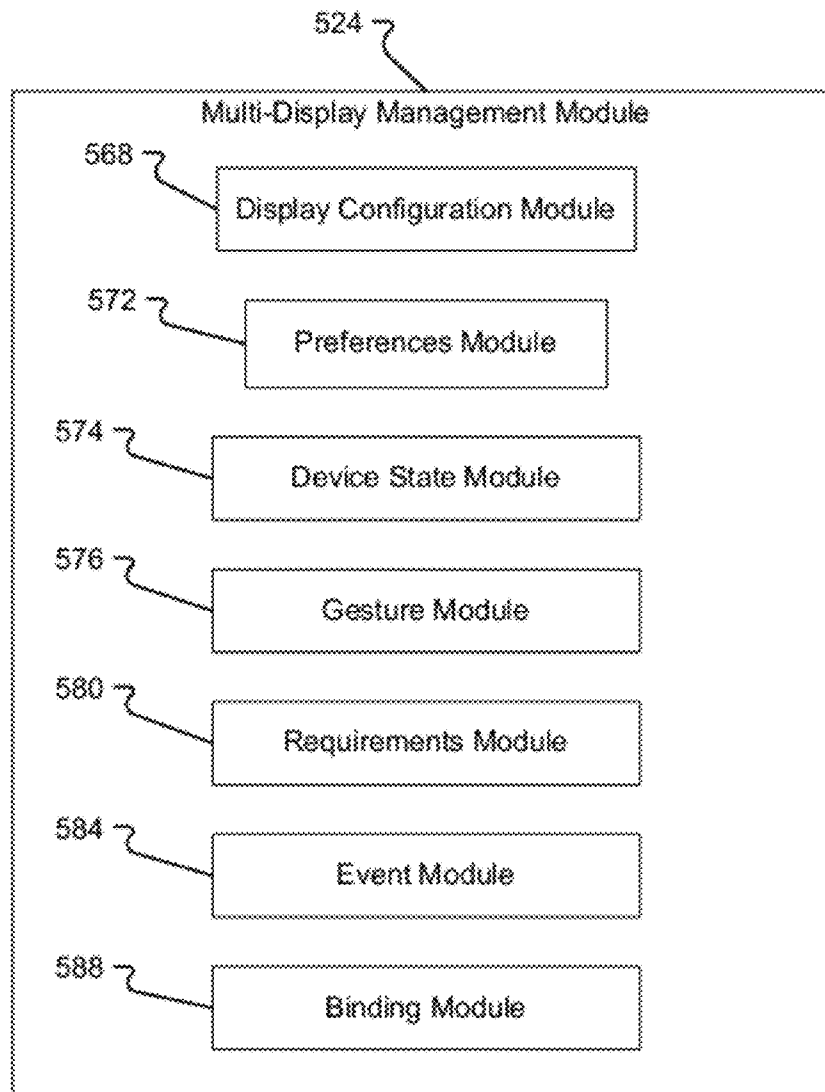 524
Multi-Display Management Module
568
Display Configuration Module
572
Preferences Module
574
Device State Module
576
Gesture Module
580
Requirements Module
584
Event Module
588
Binding Module